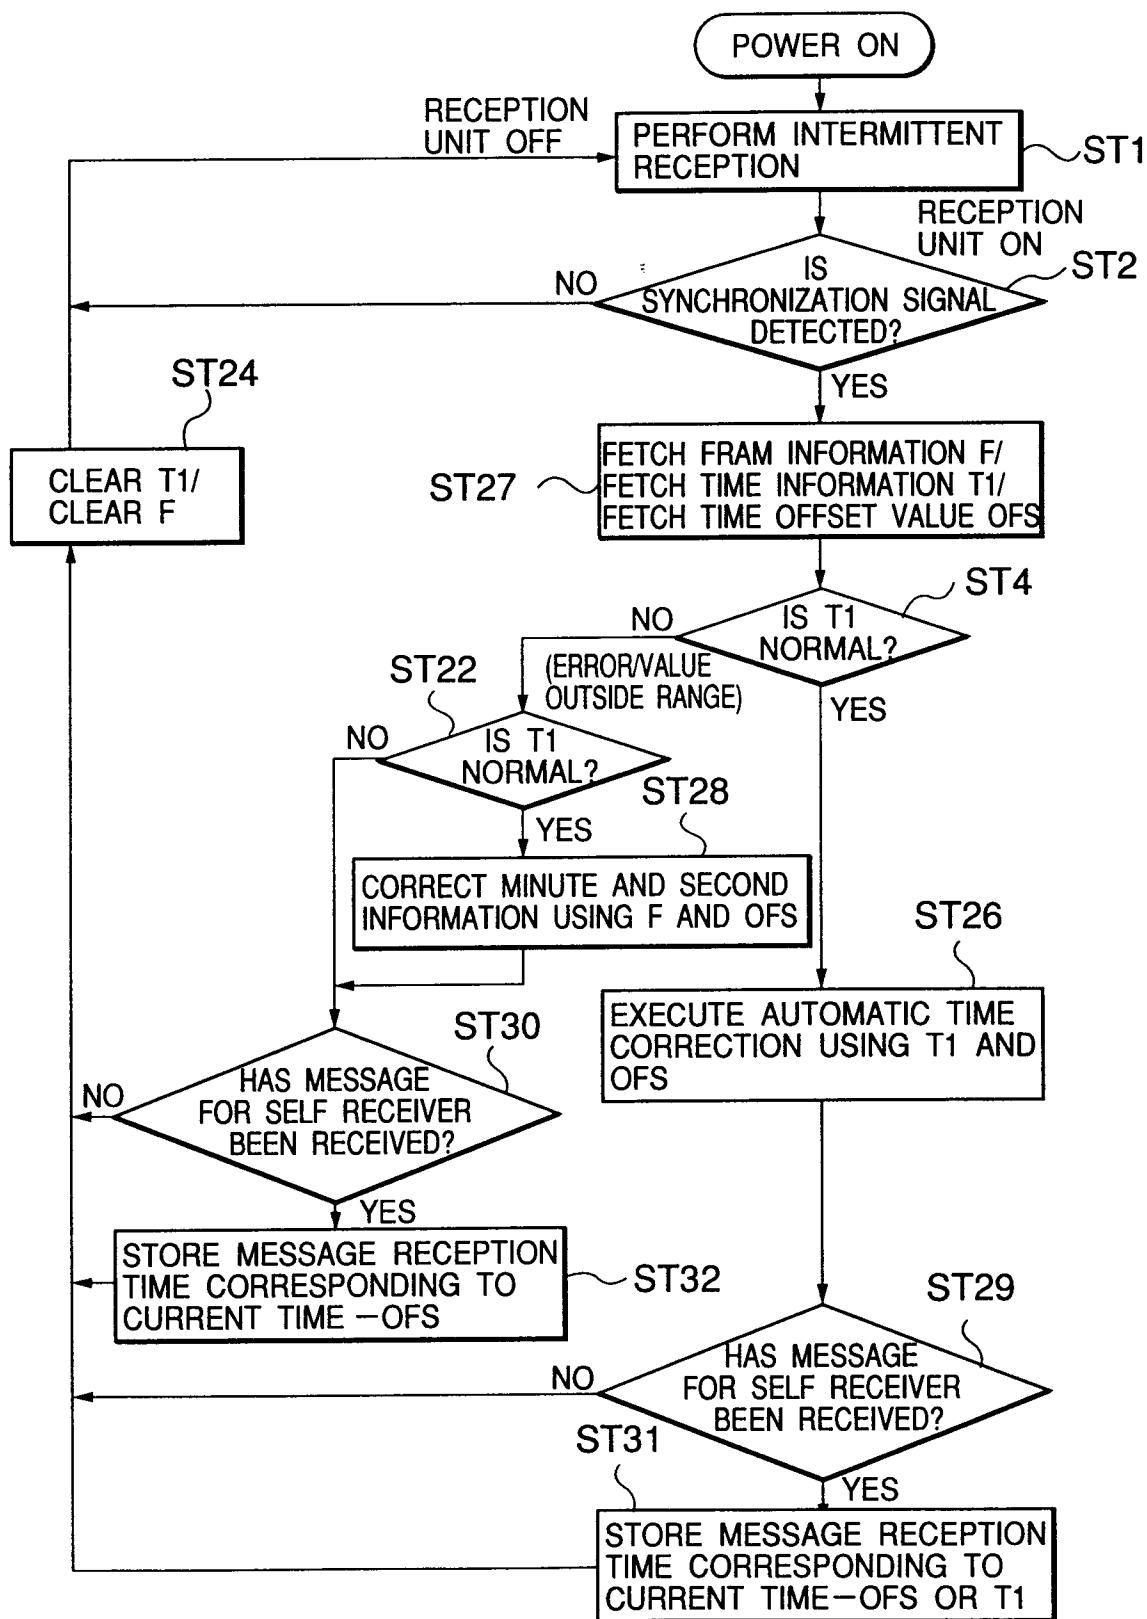 POWER ON
RECEPTION
UNIT OFF
PERFORM INTERMITTENT
RECEPTION
ST1
RECEPTION
UNIT ON
ST2
NO
IS
SYNCHRONIZATION SIGNAL
DETECTED?
YES
ST24
CLEAR T1/
CLEAR F
ST27
FETCH FRAM INFORMATION F/
FETCH TIME INFORMATION T1/
FETCH TIME OFFSET VALUE OFS
ST4
NO
IS T1
NORMAL?
YES
(ERROR/VALUE
OUTSIDE RANGE)
ST22
NO
IS T1
NORMAL?
YES
ST28
CORRECT MINUTE AND SECOND
INFORMATION USING F AND OFS
ST26
EXECUTE AUTOMATIC TIME
CORRECTION USING T1 AND
OFS
ST30
NO
HAS MESSAGE
FOR SELF RECEIVER
BEEN RECEIVED?
YES
STORE MESSAGE RECEPTION
TIME CORRESPONDING TO
CURRENT TIME —OFS
ST32
ST29
NO
HAS MESSAGE
FOR SELF RECEIVER
BEEN RECEIVED?
YES
ST31
STORE MESSAGE RECEPTION
TIME CORRESPONDING TO
CURRENT TIME—OFS OR T1